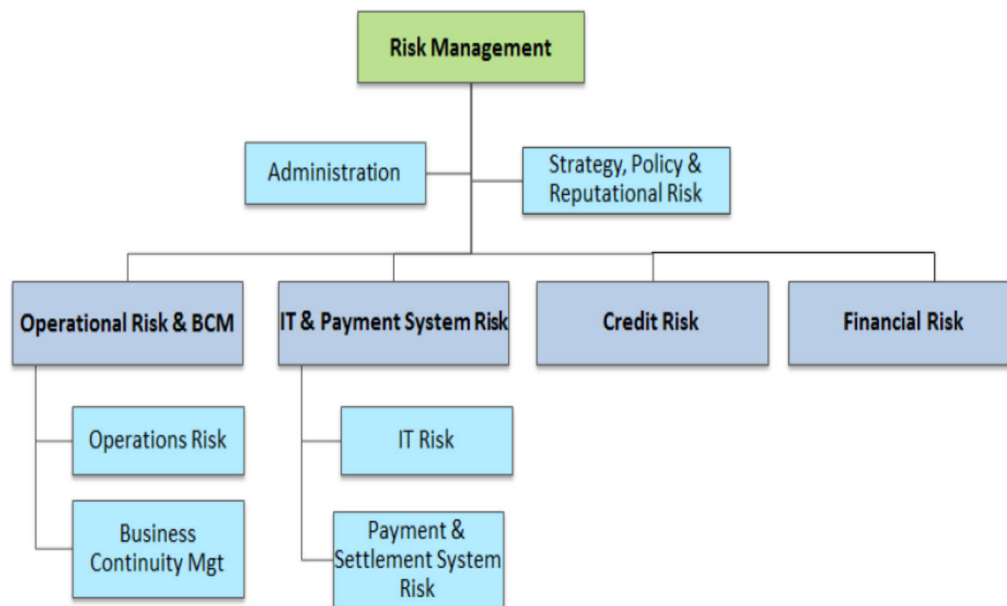 Risk Management
Administration
Strategy, Policy &
Reputational Risk
Operational Risk & BCM
IT & Payment System Risk
Credit Risk
Financial Risk
Operations Risk
IT Risk
Business
Continuity Mgt
Payment &
Settlement System
Risk